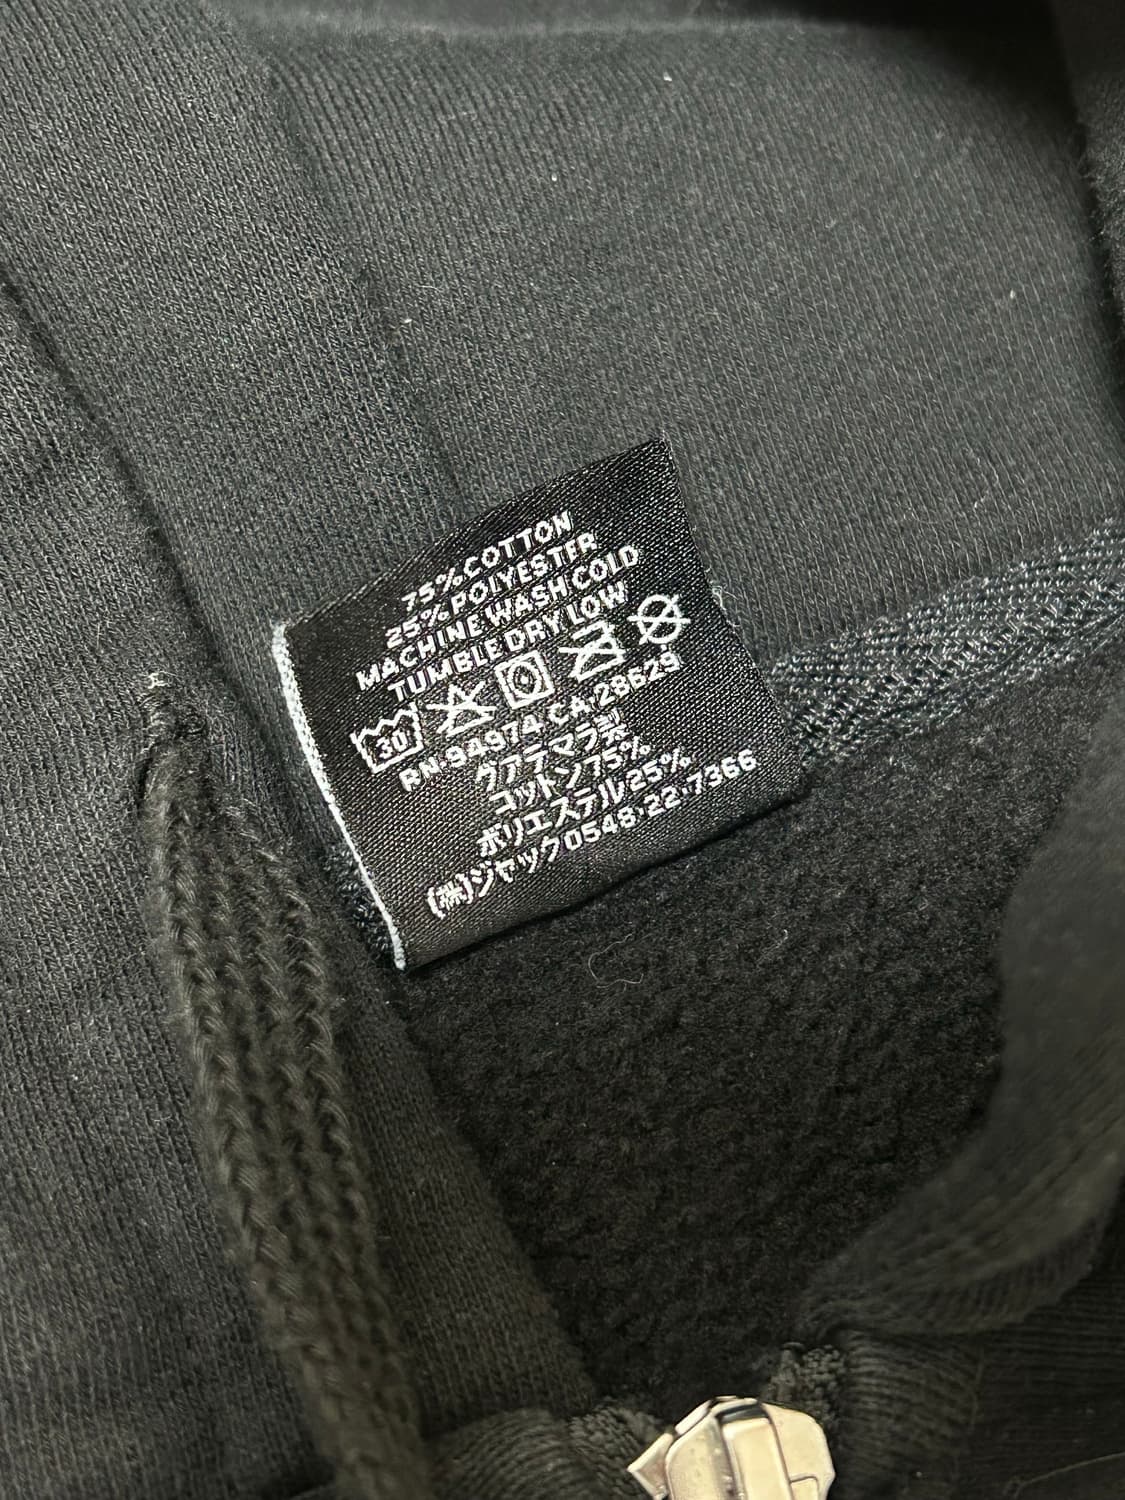 75% COTTON
25% POLYESTER
MACHINE WASH COLD
TUMBLE DRY LOW
30
RN·94974 CA·28629
グアテマラ製
コットン75%
ポリエステル25%
(株)ジャック0548·22·7366